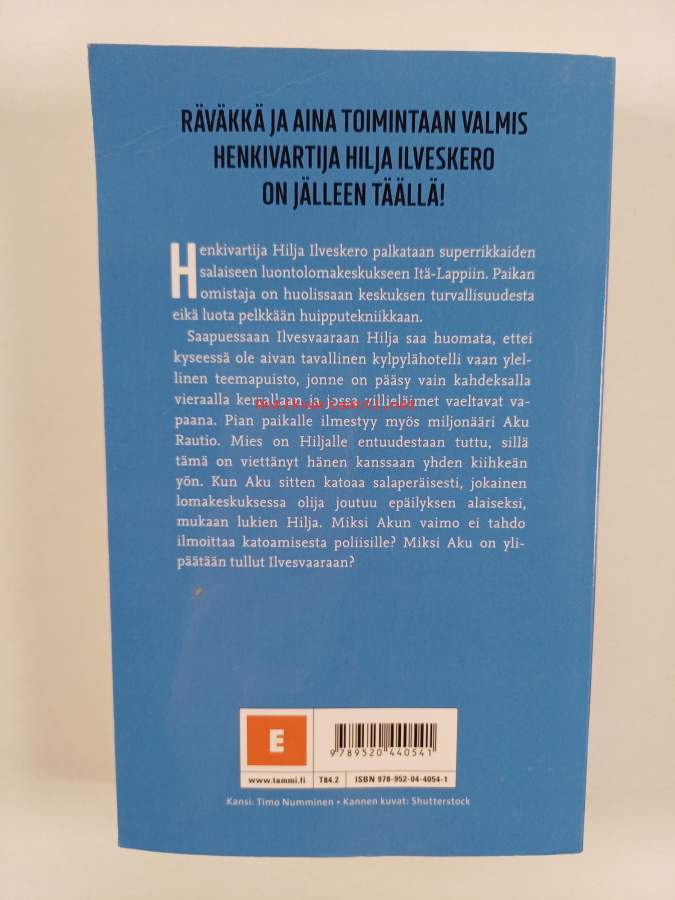 RÄVÄKKÄ JA AINA TOIMINTAAN VALMIS
HENKIVARTIJA HILJA ILVESKERO
ON JÄLLEEN TÄÄLLÄ!
Henkivartija Hilja Ilveskero palkataan superrikkaiden
salaiseen luontolomakeskukseen Itä-Lappiin. Paikan
omistaja on huolissaan keskuksen turvallisuudesta
eikä luota pelkkään huipputekniikkaan.
Saapuessaan Ilvesvaaraan Hilja saa huomata, ettei
kyseessä ole aivan tavallinen kylpylähotelli vaan ylel-
linen teemapuisto, jonne on pääsy vain kahdeksalla
vieraalla kerrallaan ja jossa villieläimet vaeltavat va-
antikvariaatti.net
paana. Pian paikalle ilmestyy myös miljonääri Aku
Rautio. Mies on Hiljalle entuudestaan tuttu, sillä
tämä on viettänyt hänen kanssaan yhden kiihkeän
yön. Kun Aku sitten katoaa salaperäisesti, jokainen
lomakeskuksessa olija joutuu epäilyksen alaiseksi,
mukaan lukien Hilja. Miksi Akun vaimo ei tahdo
ilmoittaa katoamisesta poliisille? Miksi Aku on yli-
päätään tullut Ilvesvaaraan?
E
9 789520 440541
www.tammi.fi
T84.2
ISBN 978-952-04-4054-1
Kansi: Timo Numminen • Kannen kuvat: Shutterstock